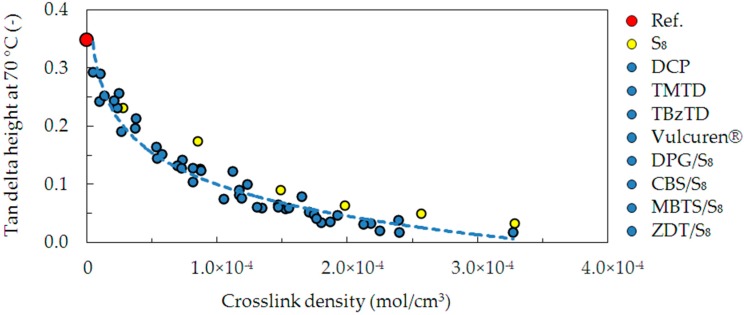 0.4
0.3
0.2
0.1
0.0
Tan delta height at 70 °C (-)
0
1.0×10⁻⁴
2.0×10⁻⁴
3.0×10⁻⁴
4.0×10⁻⁴
Crosslink density (mol/cm³)
Ref.
S₈
DCP
TMTD
TBzTD
Vulcuren®
DPG/S₈
CBS/S₈
MBTS/S₈
ZDT/S₈